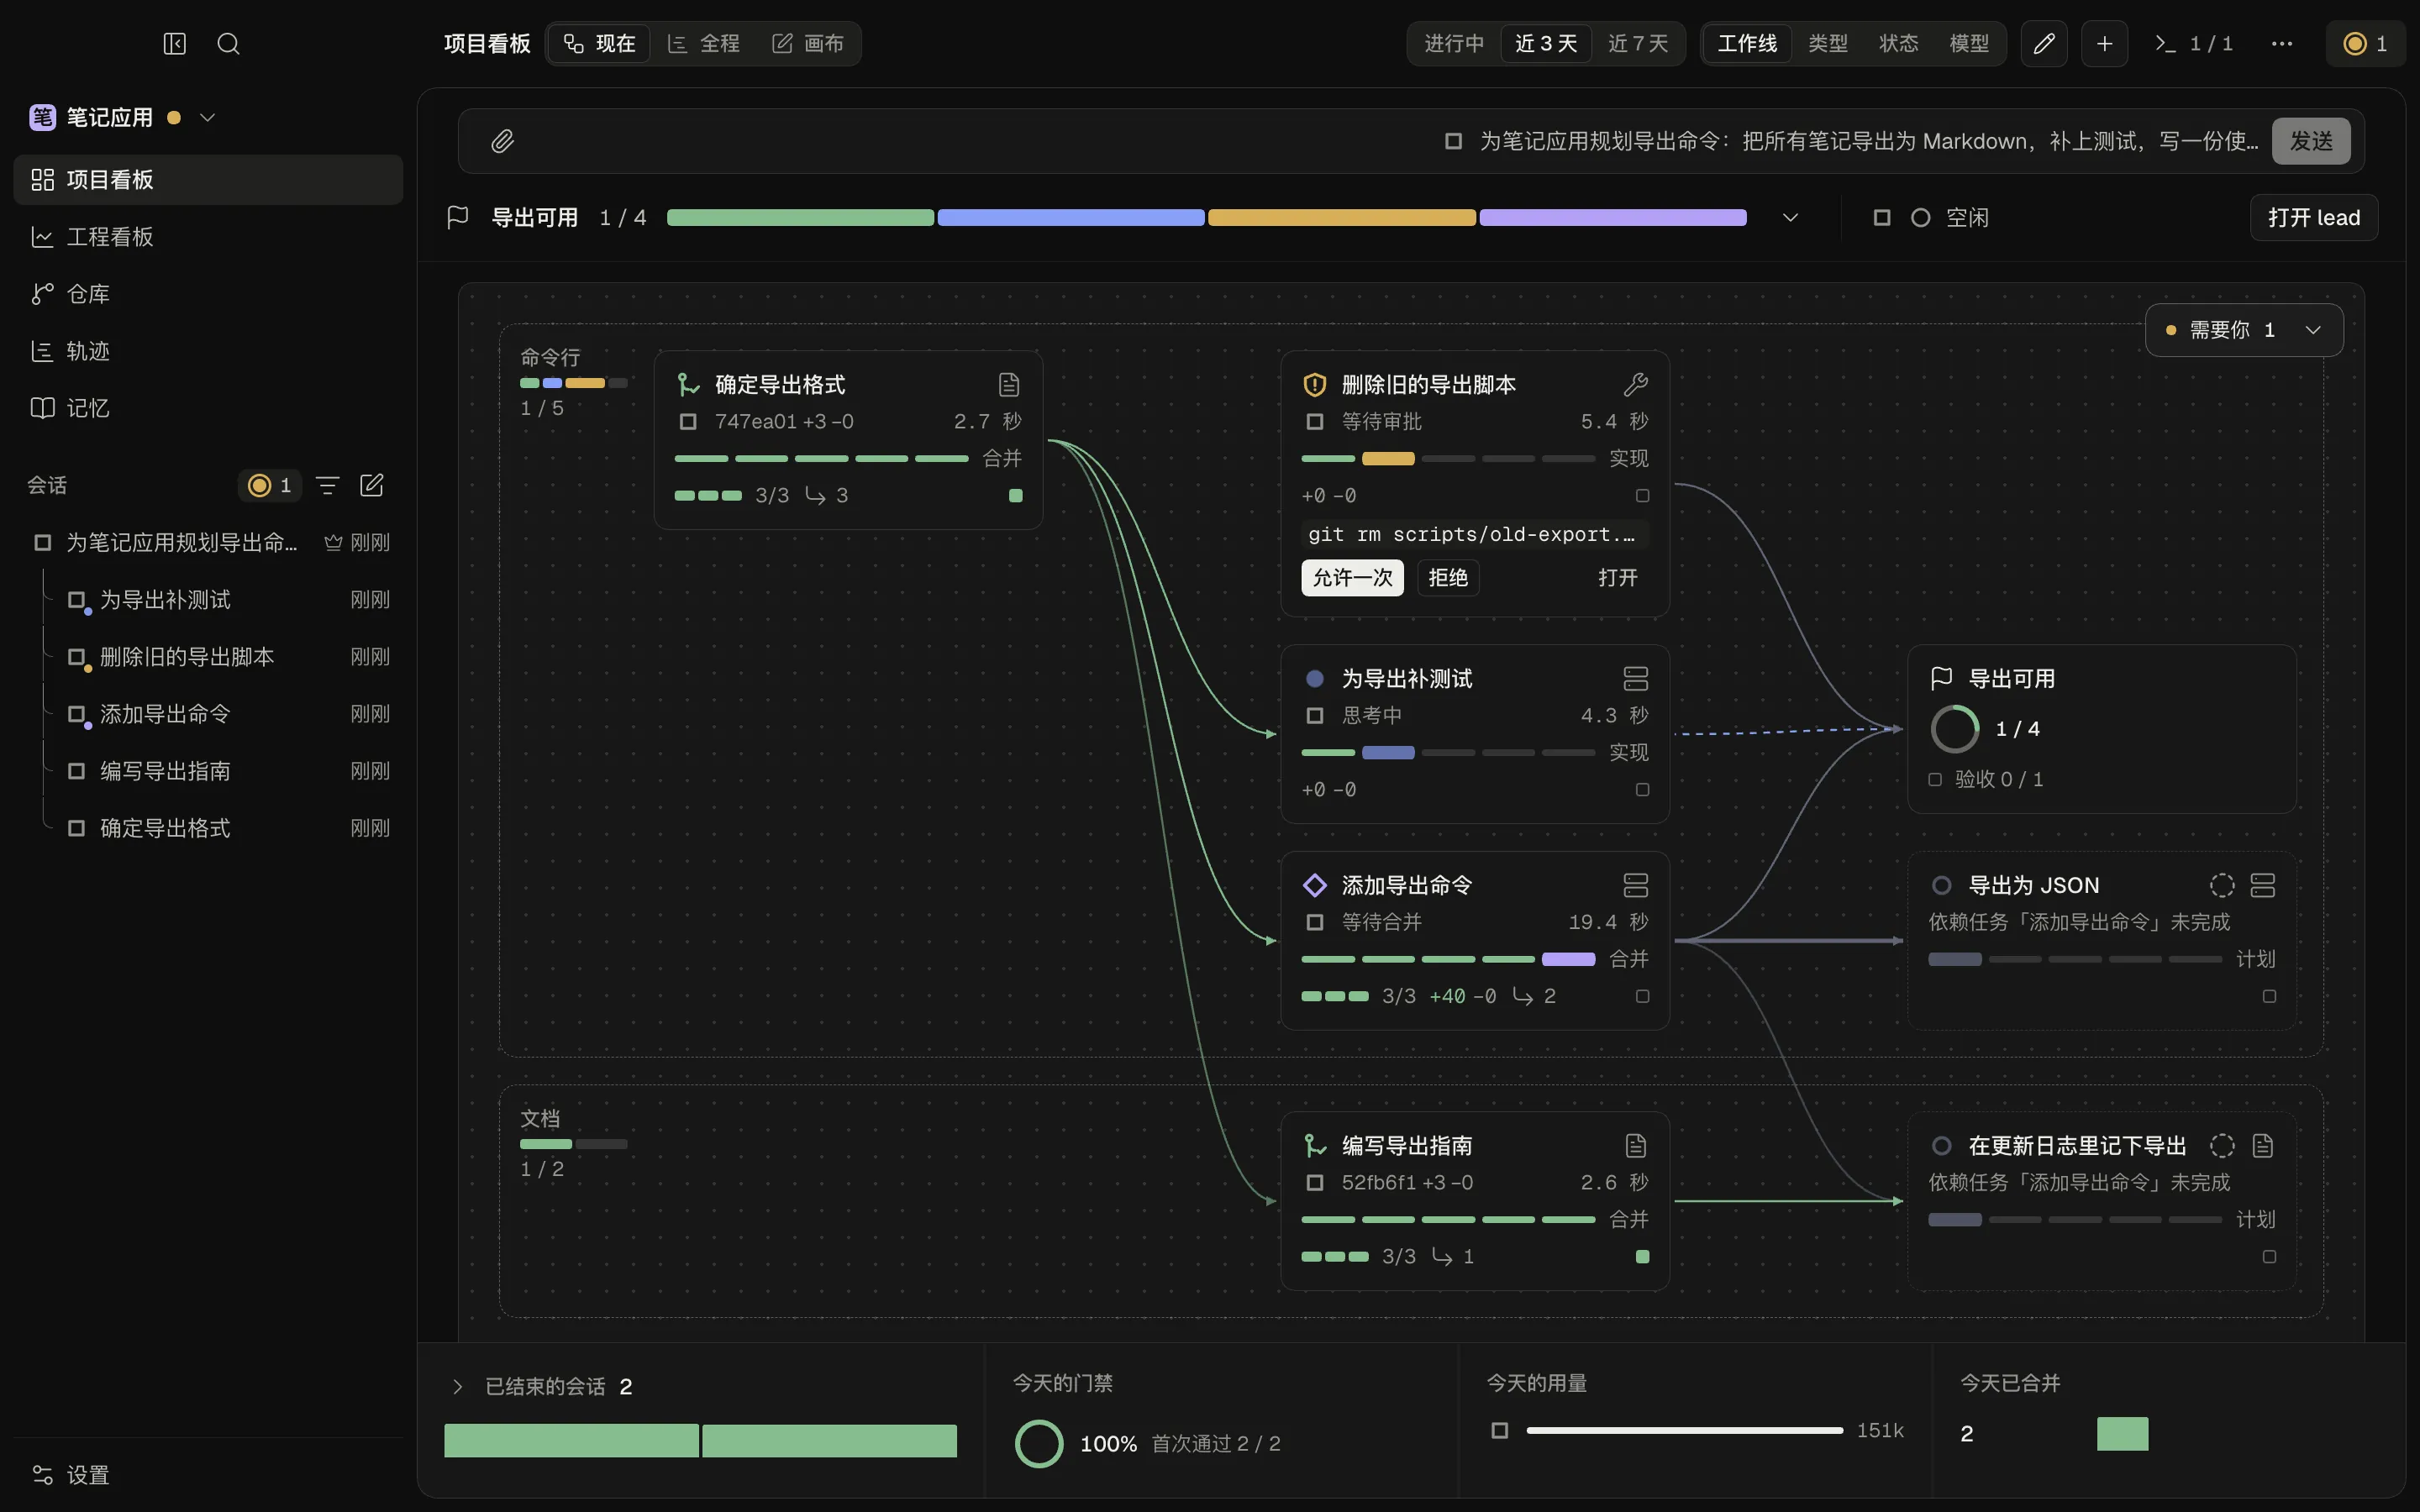 项目看板 现在 全程 画布 进行中 近 3 天 近 7 天 工作线 类型 状态 模型 1 / 1 1
笔 笔记应用
项目看板
工程看板
仓库
轨迹
记忆
会话 1
为笔记应用规划导出命... 刚刚
为导出补测试 刚刚
删除旧的导出脚本 刚刚
添加导出命令 刚刚
编写导出指南 刚刚
确定导出格式 刚刚
设置
为笔记应用规划导出命令：把所有笔记导出为 Markdown，补上测试，写一份使... 发送
导出可用 1 / 4 空闲 打开 lead
需要你 1
命令行
1 / 5
确定导出格式
747ea01 +3 −0 2.7 秒
合并
3/3 3
删除旧的导出脚本
等待审批 5.4 秒
实现
+0 −0
git rm scripts/old-export.…
允许一次 拒绝 打开
为导出补测试
思考中 4.3 秒
实现
+0 −0
添加导出命令
等待合并 19.4 秒
合并
3/3 +40 −0 2
导出可用
1 / 4
验收 0 / 1
导出为 JSON
依赖任务「添加导出命令」未完成
计划
文档
1 / 2
编写导出指南
52fb6f1 +3 −0 2.6 秒
合并
3/3 1
在更新日志里记下导出
依赖任务「添加导出命令」未完成
计划
已结束的会话 2
今天的门禁
100% 首次通过 2 / 2
今天的用量
151k
今天已合并
2